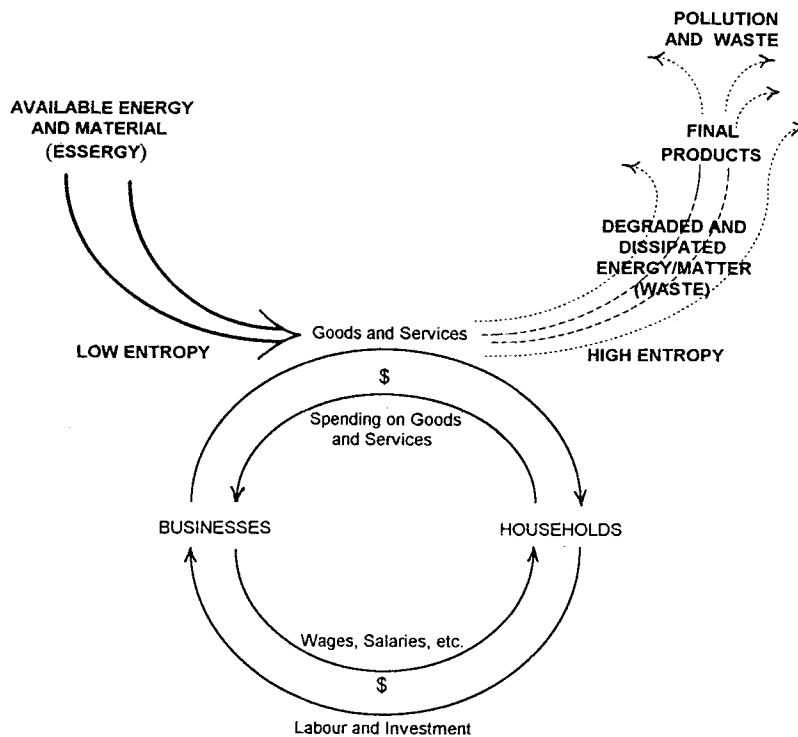 POLLUTION
AND WASTE
AVAILABLE ENERGY
AND MATERIAL
(ESSERGY)
FINAL
PRODUCTS
DEGRADED AND
DISSIPATED
ENERGY/MATTER
(WASTE)
LOW ENTROPY
Goods and Services
HIGH ENTROPY
$
Spending on Goods
and Services
BUSINESSES
HOUSEHOLDS
Wages, Salaries, etc.
$
Labour and Investment